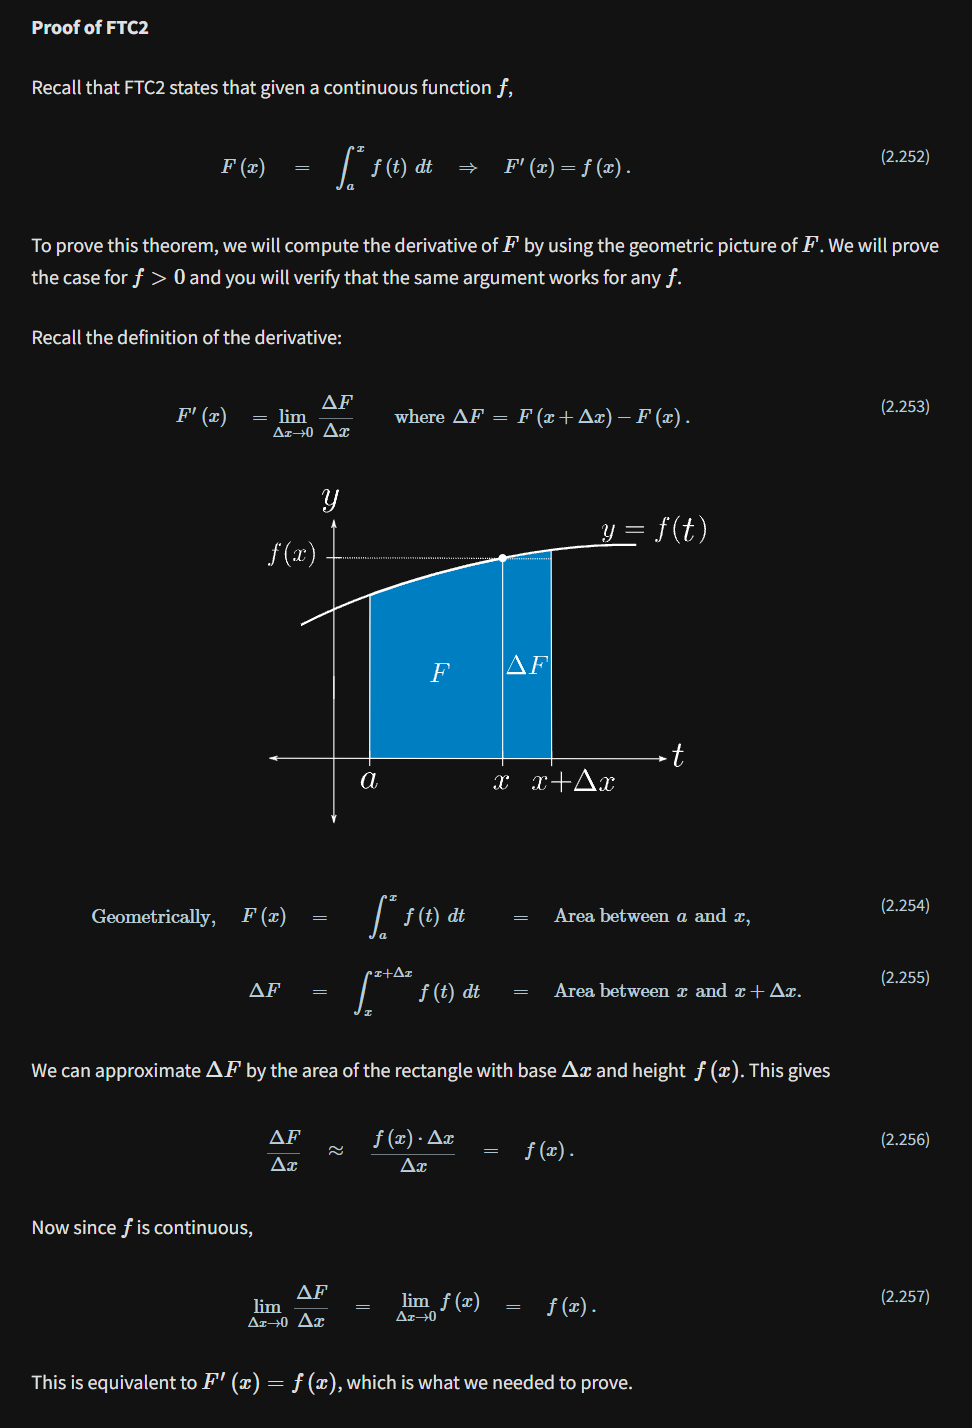 Proof of FTC2
Recall that FTC2 states that given a continuous function f,
F (x) = ∫ₐˣ f (t) dt ⇒ F′ (x) = f (x) . (2.252)
To prove this theorem, we will compute the derivative of F by using the geometric picture of F. We will prove
the case for f > 0 and you will verify that the same argument works for any f.
Recall the definition of the derivative:
F′ (x) = lim_{Δx→0} ΔF/Δx where ΔF = F (x + Δx) − F (x) . (2.253)
y
y = f(t)
f(x)
F ΔF
t
a x x+Δx
Geometrically, F (x) = ∫ₐˣ f (t) dt = Area between a and x, (2.254)
ΔF = ∫_x^{x+Δx} f (t) dt = Area between x and x + Δx. (2.255)
We can approximate ΔF by the area of the rectangle with base Δx and height f (x). This gives
ΔF/Δx ≈ f (x) · Δx/Δx = f (x) . (2.256)
Now since f is continuous,
lim_{Δx→0} ΔF/Δx = lim_{Δx→0} f (x) = f (x) . (2.257)
This is equivalent to F′ (x) = f (x), which is what we needed to prove.